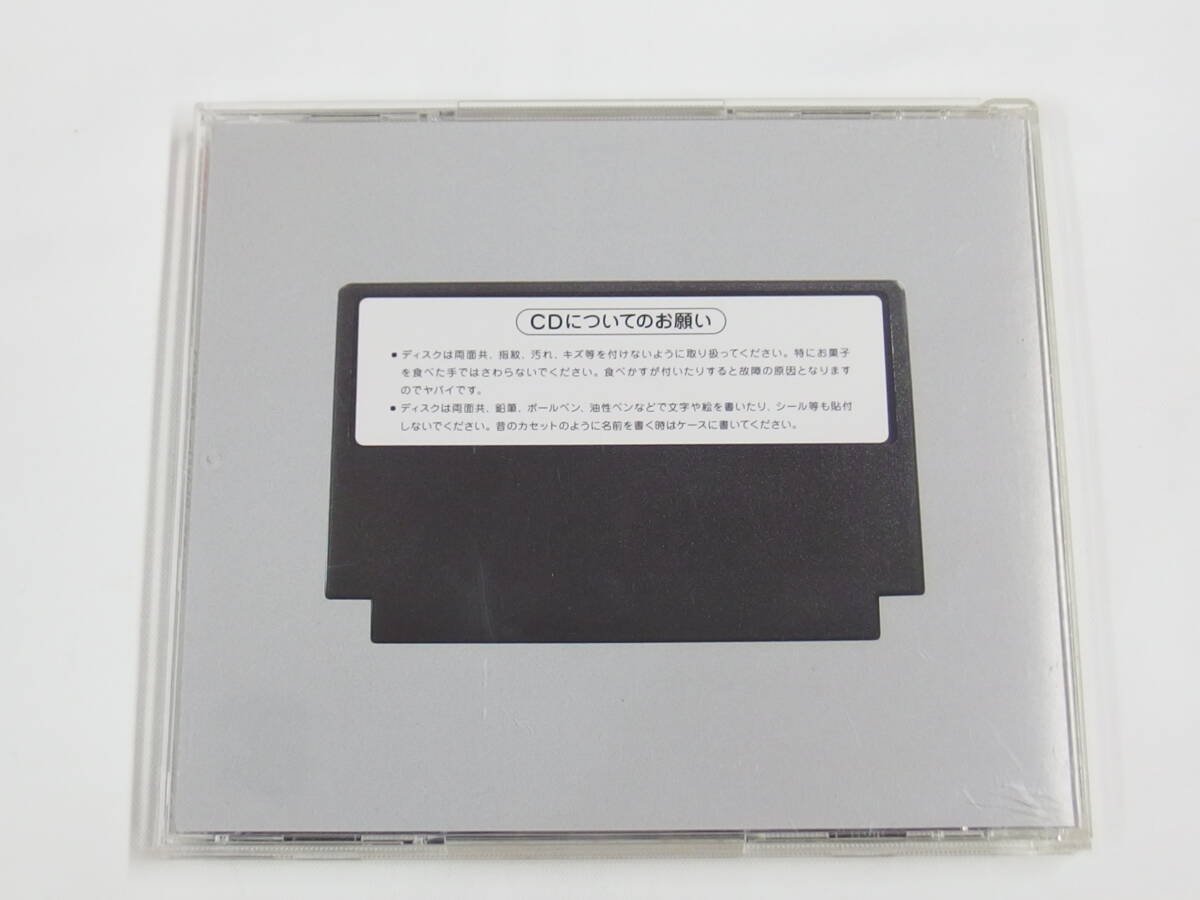 CDについてのお願い
● ディスクは両面共、指紋、汚れ、キズ等を付けないように取り扱ってください。特にお菓子
を食べた手ではさわらないでください。食べかすが付いたりすると故障の原因となります
のでヤバイです。
● ディスクは両面共、鉛筆、ボールペン、油性ペンなどで文字や絵を書いたり、シール等も貼付
しないでください。昔のカセットのように名前を書く時はケースに書いてください。